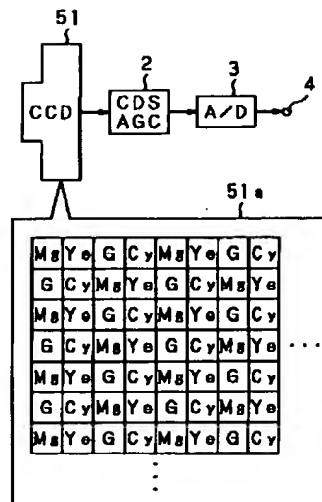 51
2
3
4
CCD
CDS
AGC
A/D
51a
Mg Ye G Cy Mg Ye G Cy
G Cy Mg Ye G Cy Mg Ye
Mg Ye G Cy Mg Ye G Cy
G Cy Mg Ye G Cy Mg Ye
Mg Ye G Cy Mg Ye G Cy
G Cy Mg Ye G Cy Mg Ye
Mg Ye G Cy Mg Ye G Cy